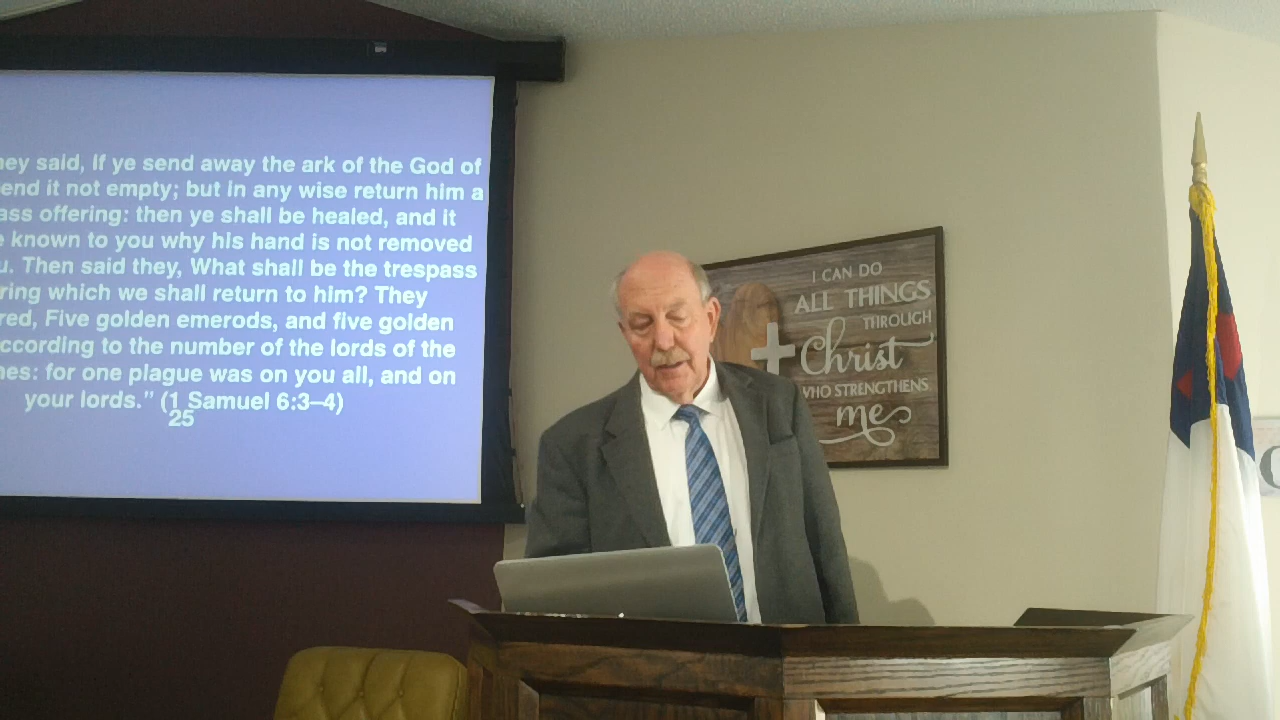 hey said, If ye send away the ark of the God of
end it not empty; but in any wise return him a
ass offering: then ye shall be healed, and it
e known to you why his hand is not removed
u. Then said they, What shall be the trespass
ring which we shall return to him? They
red, Five golden emerods, and five golden
ccording to the number of the lords of the
nes: for one plague was on you all, and on
your lords." (1 Samuel 6:3–4)
25
I CAN DO
ALL THINGS
THROUGH
Christ
WHO STRENGTHENS
me